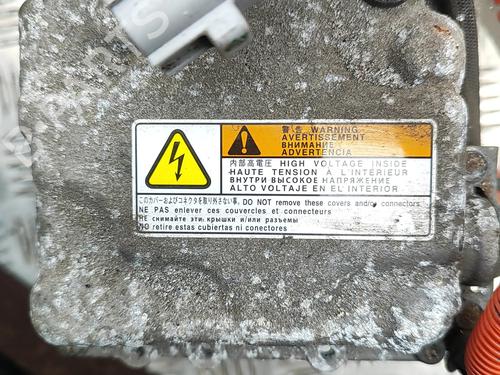 警告 WARNING
AVERTISSEMENT
ВНИМАНИЕ
ADVERTENCIA
内部高電圧 HIGH VOLTAGE INSIDE
HAUTE TENSION À L'INTÉRIEUR
ВНУТРИ ВЫСОКОЕ НАПРЯЖЕНИЕ
ALTO VOLTAJE EN EL INTERIOR
このカバーおよびコネクタを取り外さない事。DO NOT remove these covers and/or connectors
NE PAS enlever ces couvercles et connecteurs
НЕ снимайте эти крышки и/или разъемы
NO retire estas cubiertas ni conectores